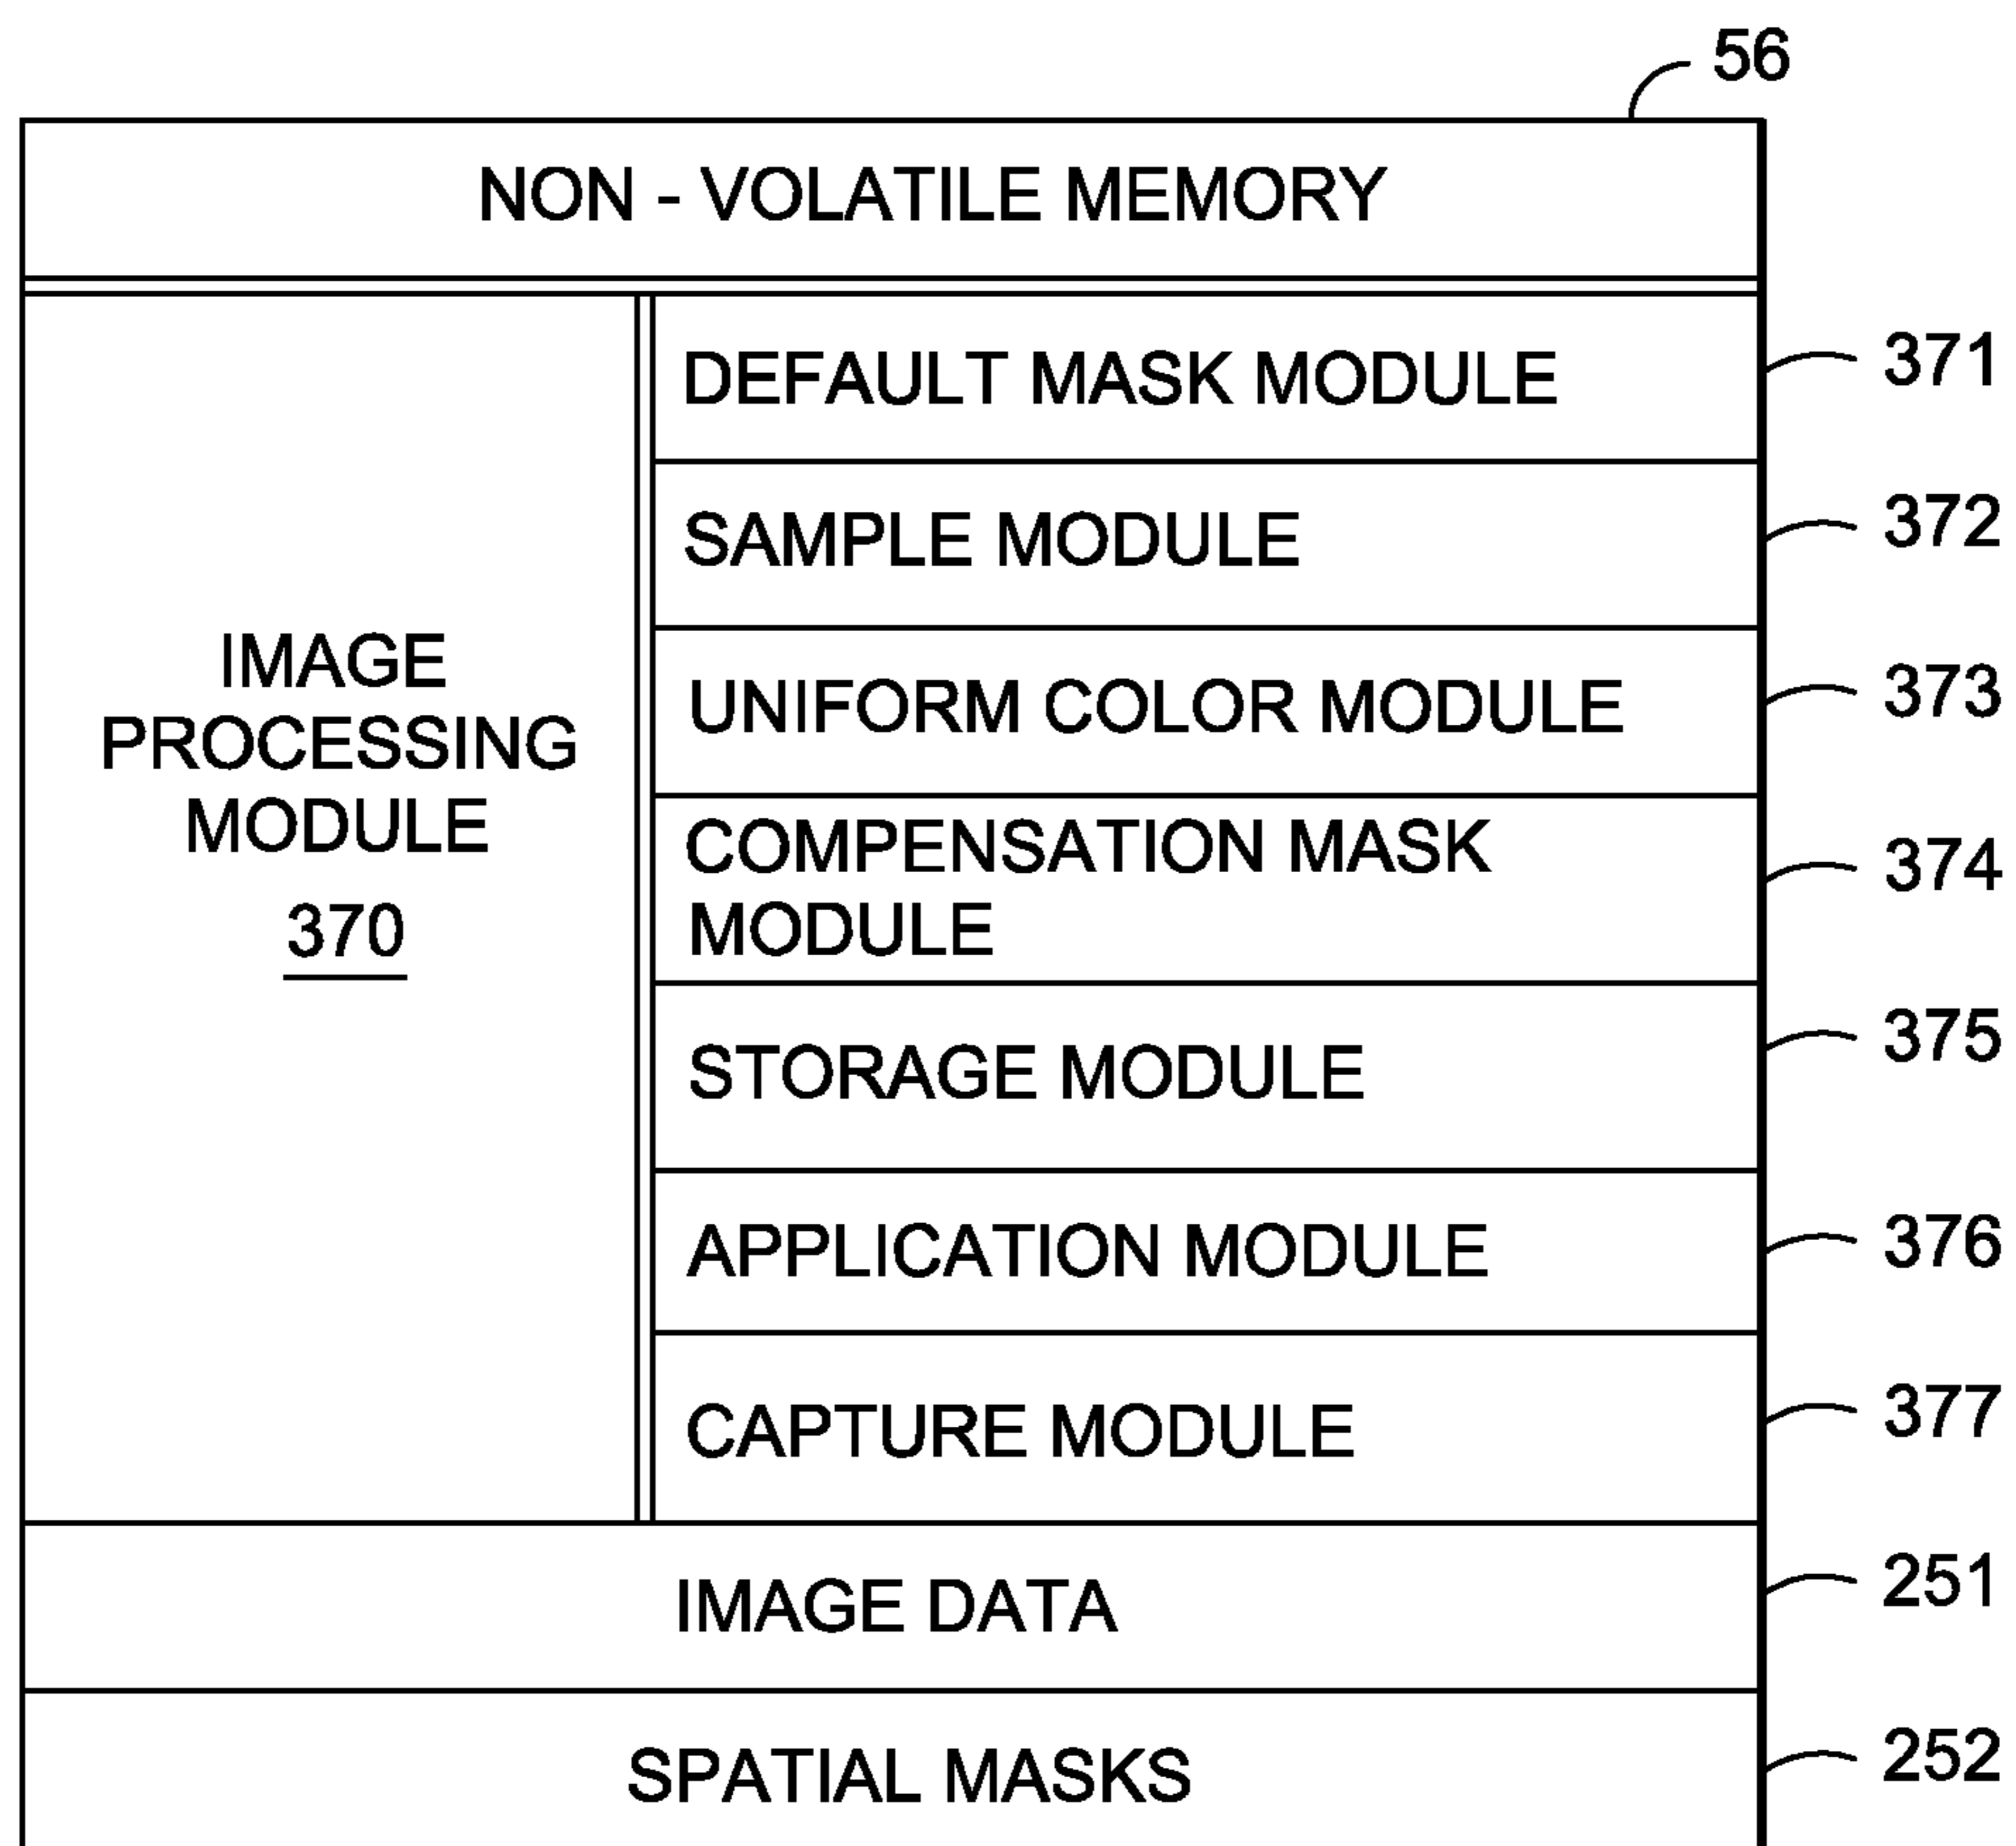 56
NON - VOLATILE MEMORY
IMAGE
PROCESSING
MODULE
370
DEFAULT MASK MODULE
371
SAMPLE MODULE
372
UNIFORM COLOR MODULE
373
COMPENSATION MASK
MODULE
374
STORAGE MODULE
375
APPLICATION MODULE
376
CAPTURE MODULE
377
IMAGE DATA
251
SPATIAL MASKS
252